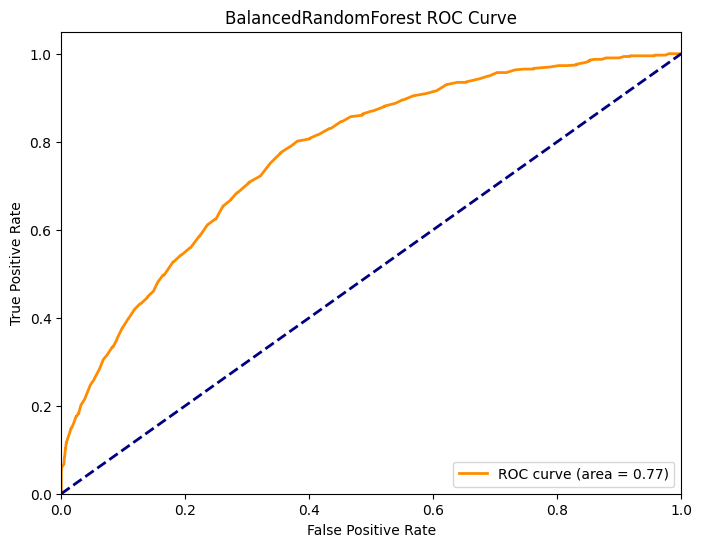 BalancedRandomForest ROC Curve
True Positive Rate
1.0
0.8
0.6
0.4
0.2
0.0
0.0 0.2 0.4 0.6 0.8 1.0
False Positive Rate
ROC curve (area = 0.77)